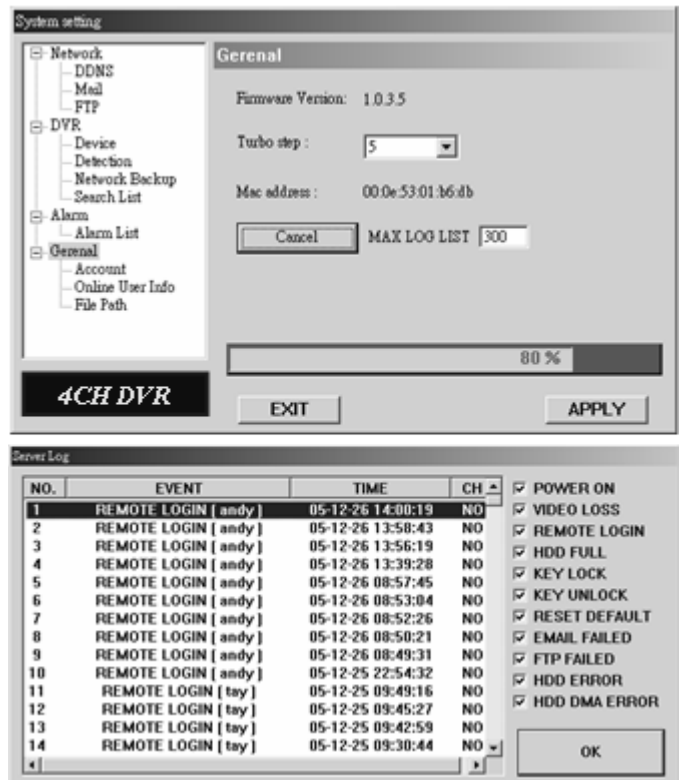 System setting
Network
DDNS
Mail
FTP
DVR
Device
Detection
Network Backup
Search List
Alarm
Alarm List
Gerenal
Account
Online User Info
File Path
4CH DVR
Gerenal
Firmware Version: 1.0.3.5
Turbo step : 5
Mac address : 00:0e:53:01:b6:db
Cancel MAX LOG LIST 300
80 %
EXIT APPLY
Server Log
NO. EVENT TIME CH
1 REMOTE LOGIN [ andy ] 05-12-26 14:00:19 NO
2 REMOTE LOGIN [ andy ] 05-12-26 13:58:43 NO
3 REMOTE LOGIN [ andy ] 05-12-26 13:56:19 NO
4 REMOTE LOGIN [ andy ] 05-12-26 13:39:28 NO
5 REMOTE LOGIN [ andy ] 05-12-26 08:57:45 NO
6 REMOTE LOGIN [ andy ] 05-12-26 08:53:04 NO
7 REMOTE LOGIN [ andy ] 05-12-26 08:52:26 NO
8 REMOTE LOGIN [ andy ] 05-12-26 08:50:21 NO
9 REMOTE LOGIN [ andy ] 05-12-26 08:49:31 NO
10 REMOTE LOGIN [ andy ] 05-12-25 22:54:32 NO
11 REMOTE LOGIN [ tay ] 05-12-25 09:49:16 NO
12 REMOTE LOGIN [ tay ] 05-12-25 09:45:27 NO
13 REMOTE LOGIN [ tay ] 05-12-25 09:42:59 NO
14 REMOTE LOGIN [ tay ] 05-12-25 09:30:44 NO
POWER ON
VIDEO LOSS
REMOTE LOGIN
HDD FULL
KEY LOCK
KEY UNLOCK
RESET DEFAULT
EMAIL FAILED
FTP FAILED
HDD ERROR
HDD DMA ERROR
OK